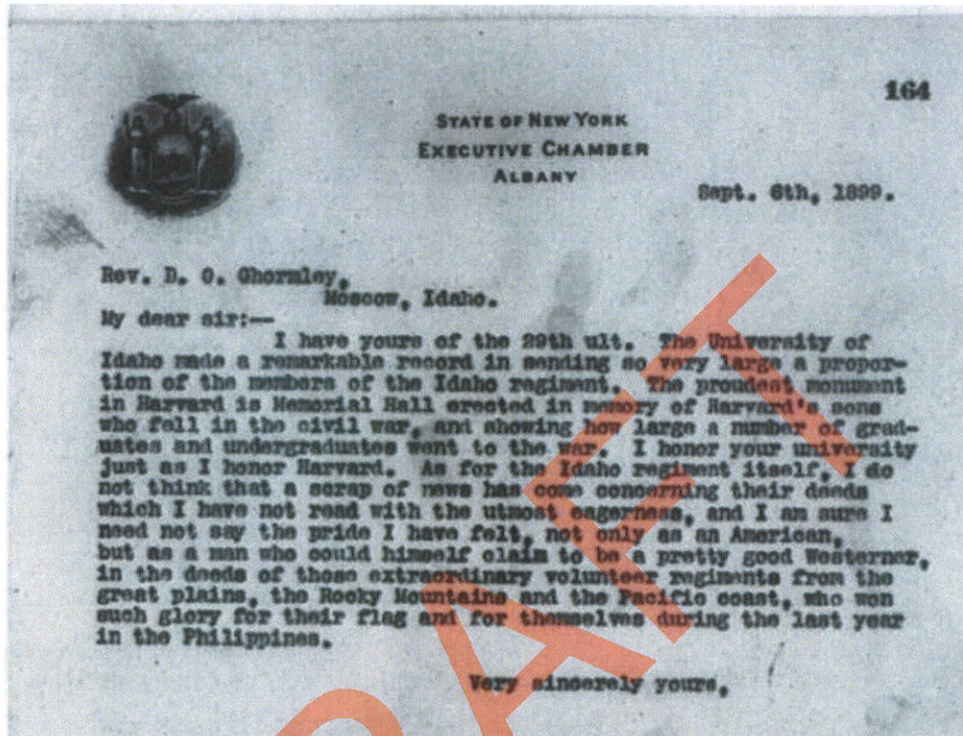 164
STATE OF NEW YORK
EXECUTIVE CHAMBER
ALBANY
Sept. 6th, 1899.
Rev. D. O. Ghormley,
Moscow, Idaho.
My dear sir:—
I have yours of the 29th ult. The University of
Idaho made a remarkable record in sending so very large a propor-
tion of the members of the Idaho regiment. The proudest monument
in Harvard is Memorial Hall erected in memory of Harvard's sons
who fell in the civil war, and showing how large a number of grad-
uates and undergraduates went to the war. I honor your university
just as I honor Harvard. As for the Idaho regiment itself, I do
not think that a scrap of news has come concerning their deeds
which I have not read with the utmost eagerness, and I am sure I
need not say the pride I have felt, not only as an American,
but as a man who could himself claim to be a pretty good Westerner,
in the deeds of those extraordinary volunteer regiments from the
great plains, the Rocky Mountains and the Pacific coast, who won
such glory for their flag and for themselves during the last year
in the Philippines.
Very sincerely yours,
RAFT